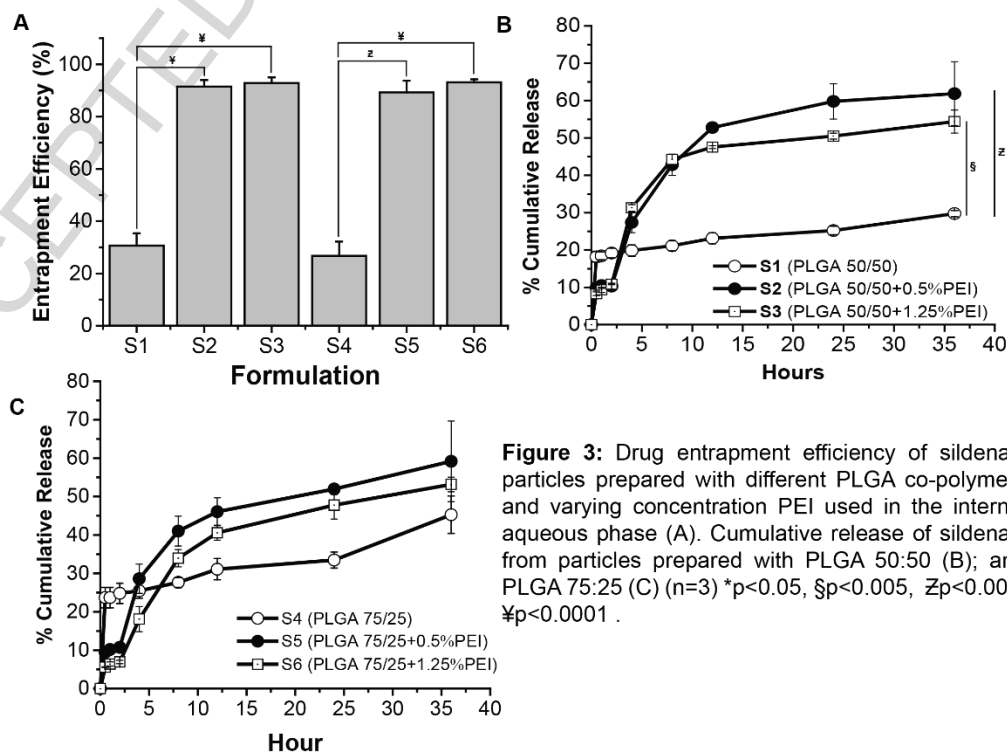 CEPTED
A
¥
¥
¥
ƶ
Entrapment Efficiency (%)
100
80
60
40
20
0
S1 S2 S3 S4 S5 S6
Formulation
B
% Cumulative Release
80
70
60
50
40
30
20
10
0
§
Ƶ
S1 (PLGA 50/50)
S2 (PLGA 50/50+0.5%PEI)
S3 (PLGA 50/50+1.25%PEI)
0 5 10 15 20 25 30 35 40
Hours
C
% Cumulative Release
80
70
60
50
40
30
20
10
0
S4 (PLGA 75/25)
S5 (PLGA 75/25+0.5%PEI)
S6 (PLGA 75/25+1.25%PEI)
0 5 10 15 20 25 30 35 40
Hour
Figure 3: Drug entrapment efficiency of sildena
particles prepared with different PLGA co-polyme
and varying concentration PEI used in the intern
aqueous phase (A). Cumulative release of sildena
from particles prepared with PLGA 50:50 (B); ar
PLGA 75:25 (C) (n=3) *p<0.05, §p<0.005, Ƶp<0.00
¥p<0.0001 .